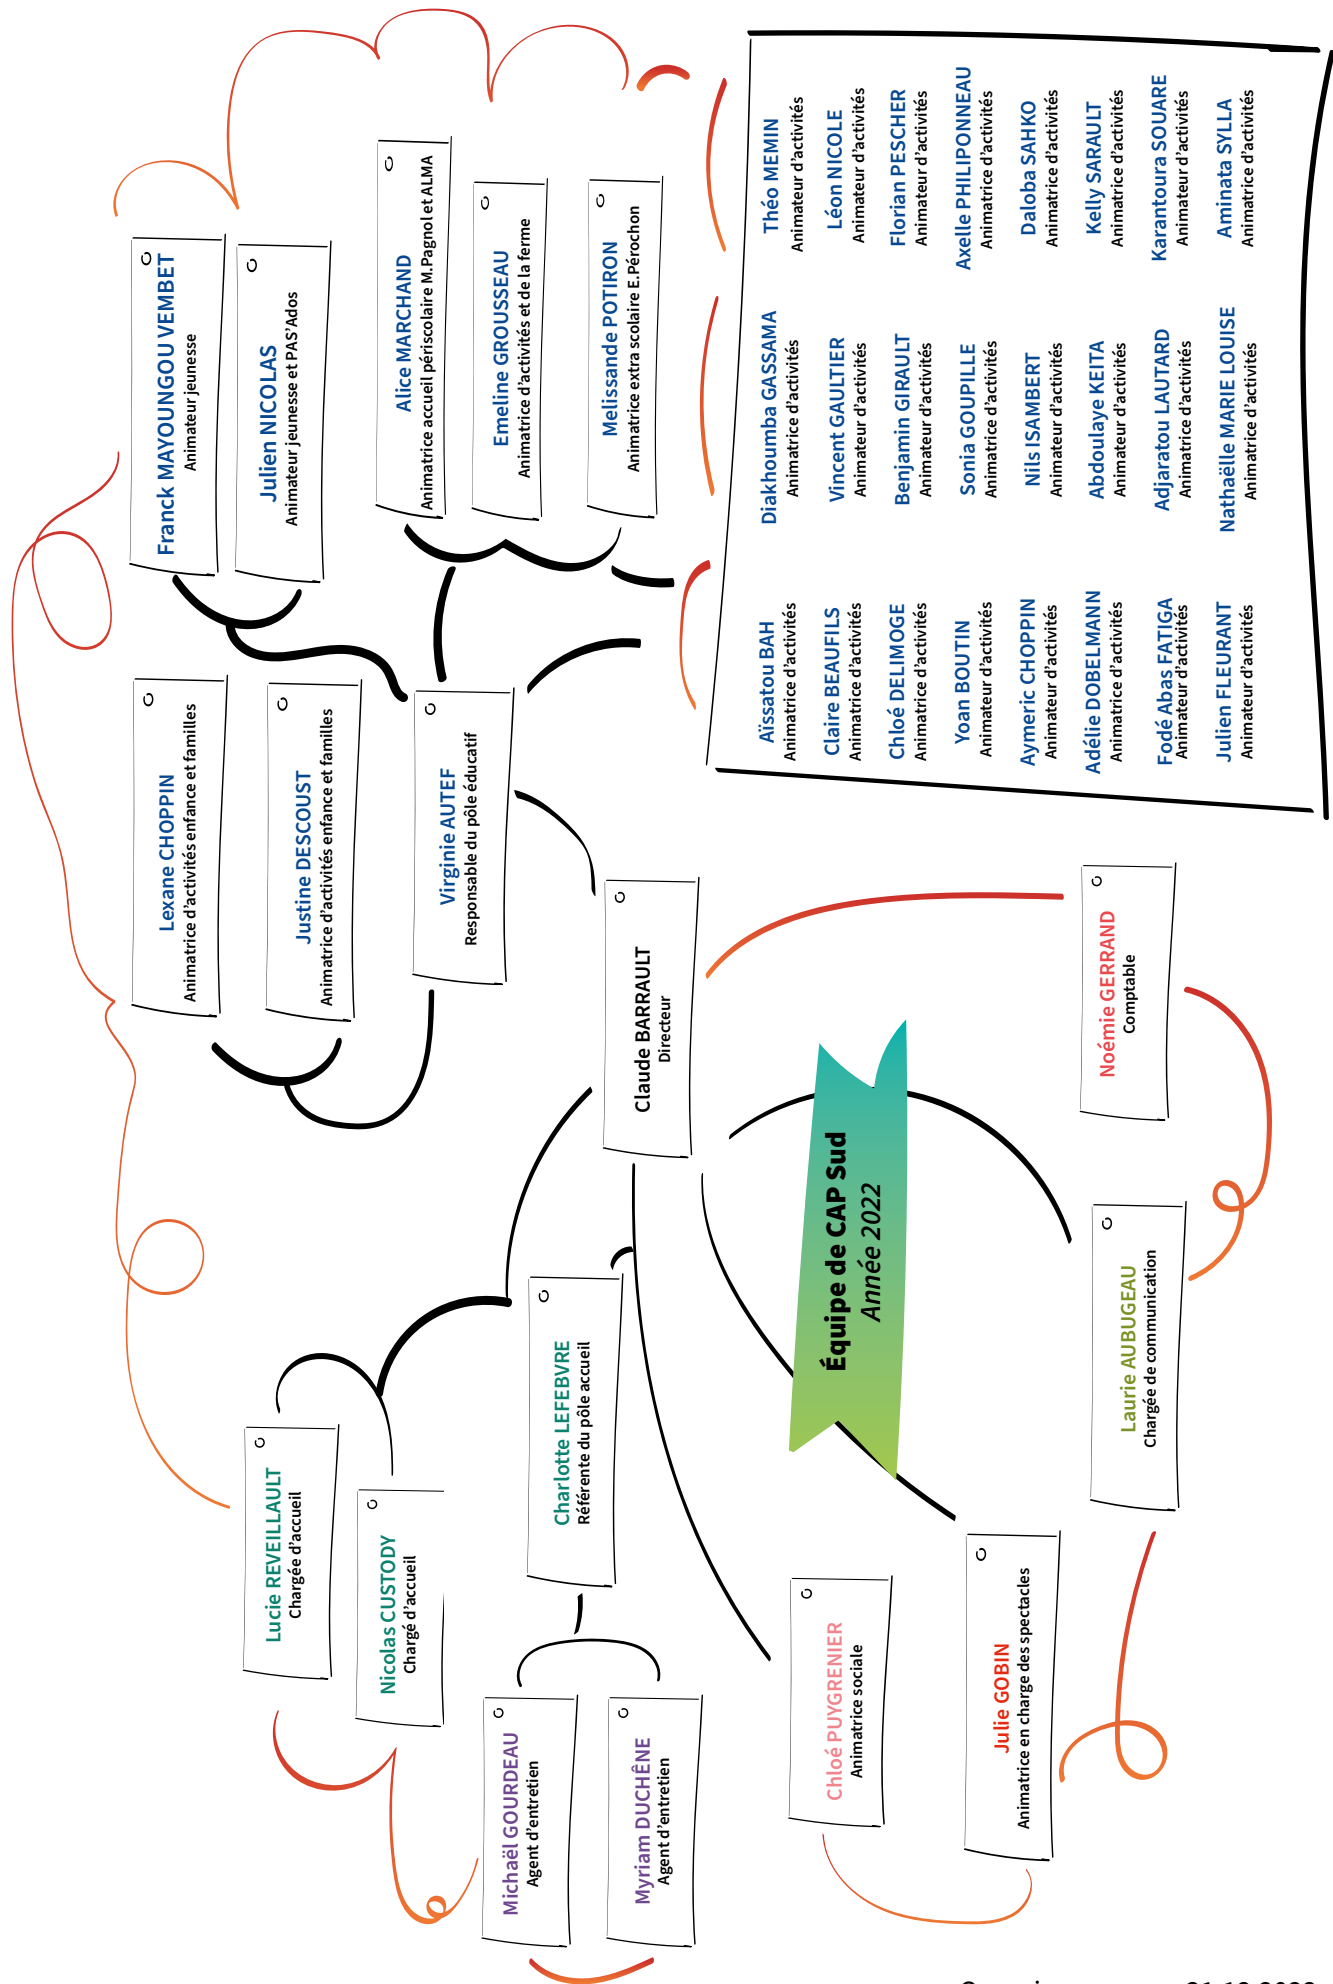 Franck MAYOUNGOU VEMBET
Animateur jeunesse
Julien NICOLAS
Animateur jeunesse et PAS'Ados
Alice MARCHAND
Animatrice accueil périscolaire M.Pagnol et ALMA
Emeline GROUSSEAU
Animatrice d'activités et de la ferme
Melissande POTIRON
Animatrice extra scolaire E.Pérochon
Lexane CHOPPIN
Animatrice d'activités enfance et familles
Justine DESCOUST
Animatrice d'activités enfance et familles
Virginie AUTEF
Responsable du pôle éducatif
Claude BARRAULT
Directeur
Lucie REVEILLAULT
Chargée d'accueil
Nicolas CUSTODY
Chargé d'accueil
Charlotte LEFEBVRE
Référente du pôle accueil
Michaël GOURDEAU
Agent d'entretien
Myriam DUCHÊNE
Agent d'entretien
Équipe de CAP Sud
Année 2022
Chloé PUYGRENIER
Animatrice sociale
Julie GOBIN
Animatrice en charge des spectacles
Laurie AUBUGEAU
Chargée de communication
Noémie GERRAND
Comptable
Aïssatou BAH
Animatrice d'activités
Claire BEAUFILS
Animatrice d'activités
Chloé DELIMOGE
Animatrice d'activités
Yoan BOUTIN
Animateur d'activités
Aymeric CHOPPIN
Animateur d'activités
Adélie DOBELMANN
Animatrice d'activités
Fodé Abas FATIGA
Animateur d'activités
Julien FLEURANT
Animateur d'activités
Diakhoumba GASSAMA
Animatrice d'activités
Vincent GAULTIER
Animateur d'activités
Benjamin GIRAULT
Animateur d'activités
Sonia GOUPILLE
Animatrice d'activités
Nils ISAMBERT
Animateur d'activités
Abdoulaye KEITA
Animateur d'activités
Adjaratou LAUTARD
Animatrice d'activités
Nathaëlle MARIE LOUISE
Animatrice d'activités
Théo MEMIN
Animateur d'activités
Léon NICOLE
Animateur d'activités
Florian PESCHER
Animateur d'activités
Axelle PHILIPONNEAU
Animatrice d'activités
Daloba SAHKO
Animatrice d'activités
Kelly SARAULT
Animatrice d'activités
Karantoura SOUARE
Animateur d'activités
Aminata SYLLA
Animatrice d'activités